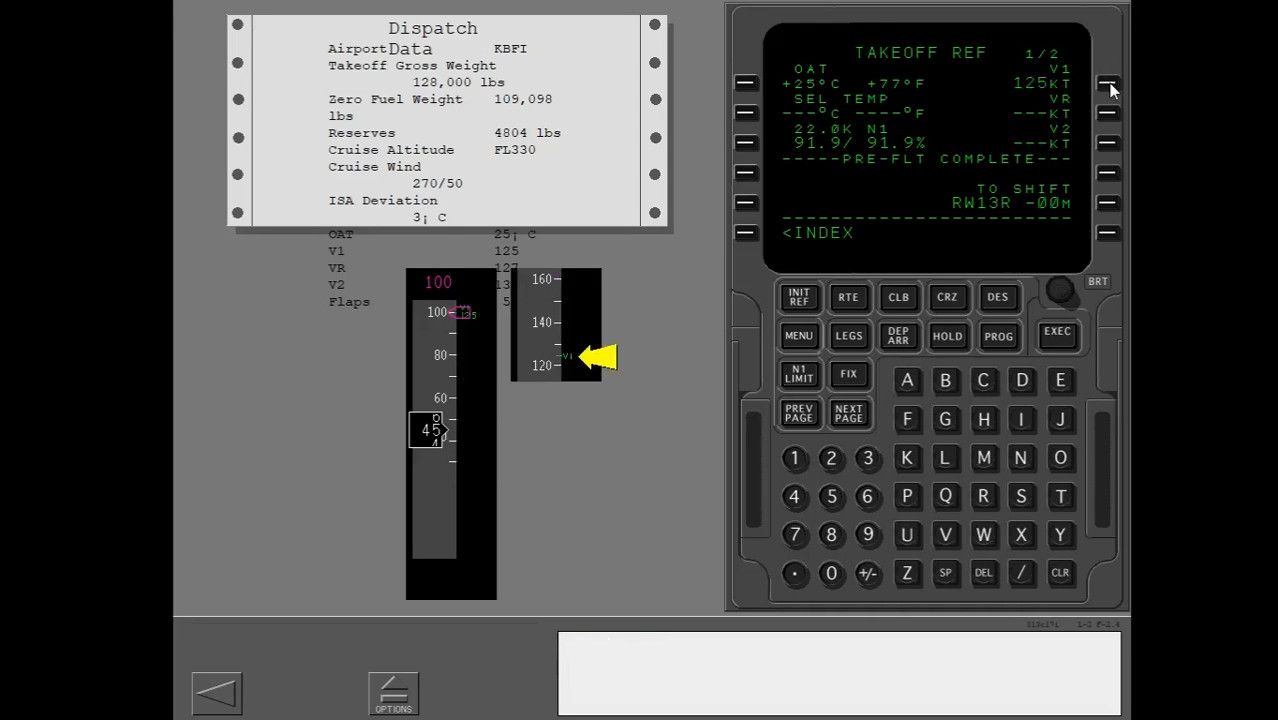 Dispatch
Data
Airport KBFI
Takeoff Gross Weight
128,000 lbs
Zero Fuel Weight 109,098
lbs
Reserves 4804 lbs
Cruise Altitude FL330
Cruise Wind
270/50
ISA Deviation
3¡ C
OAT 25¡ C
V1 125
VR 127
V2 13
Flaps 5
100
100
80
60
45
160
140
120
V1
TAKEOFF REF 1/2
OAT V1
+25°C +77°F 125KT
SEL TEMP VR
---°C ----°F ---KT
22.0K N1 V2
91.9/ 91.9% ---KT
-----PRE-FLT COMPLETE---
TO SHIFT
RW13R -00M
------------------------
<INDEX
BRT
INIT REF RTE CLB CRZ DES
MENU LEGS DEP ARR HOLD PROG EXEC
N1 LIMIT FIX
PREV PAGE NEXT PAGE
A B C D E
F G H I J
1 2 3 K L M N O
4 5 6 P Q R S T
7 8 9 U V W X Y
. 0 +/- Z SP DEL / CLR
OPTIONS